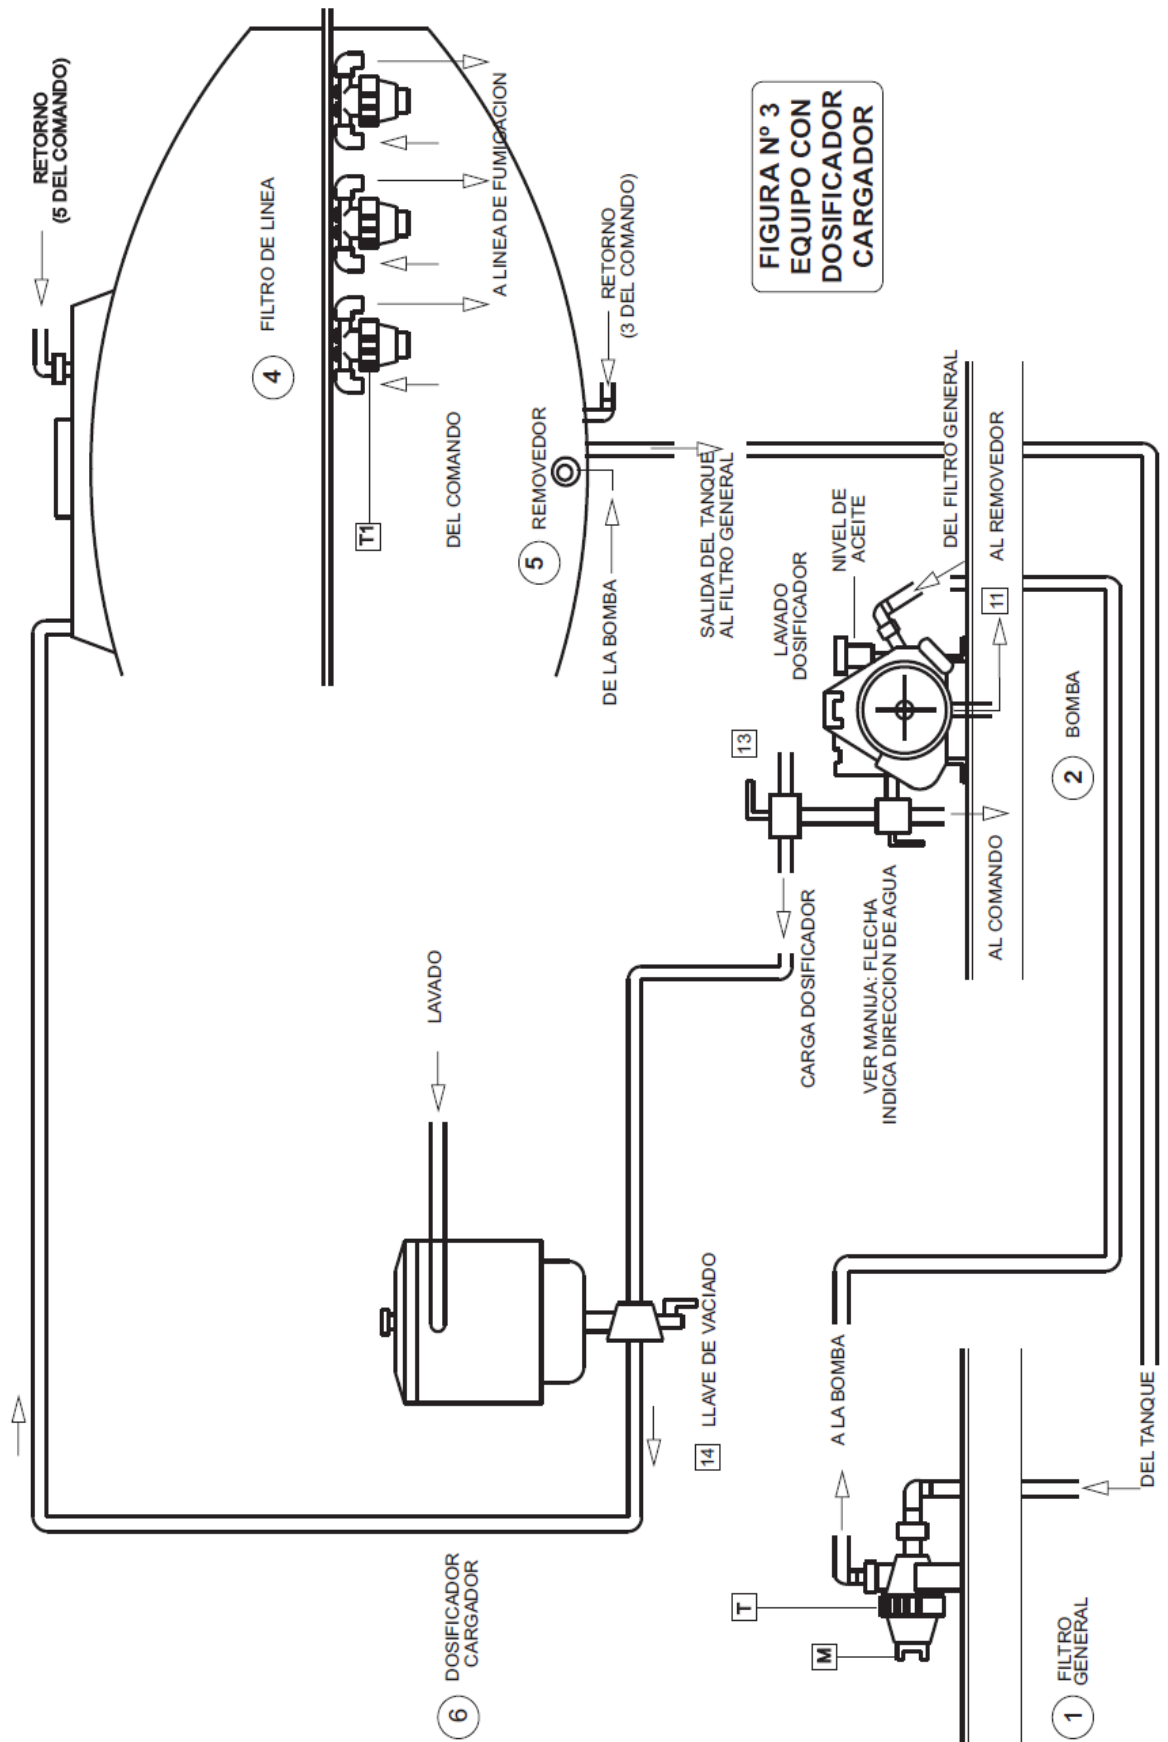 RETORNO
(5 DEL COMANDO)
4
FILTRO DE LINEA
T1
DEL COMANDO
A LINEA DE FUMIGACION
5
REMOVEDOR
RETORNO
(3 DEL COMANDO)
DE LA BOMBA
SALIDA DEL TANQUE
AL FILTRO GENERAL
FIGURA Nº 3
EQUIPO CON
DOSIFICADOR
CARGADOR
LAVADO
13
LAVADO
DOSIFICADOR
NIVEL DE
ACEITE
DEL FILTRO GENERAL
AL REMOVEDOR
11
2
BOMBA
AL COMANDO
CARGA DOSIFICADOR
VER MANIJA: FLECHA
INDICA DIRECCION DE AGUA
14
LLAVE DE VACIADO
6
DOSIFICADOR
CARGADOR
A LA BOMBA
T
M
DEL TANQUE
1
FILTRO
GENERAL